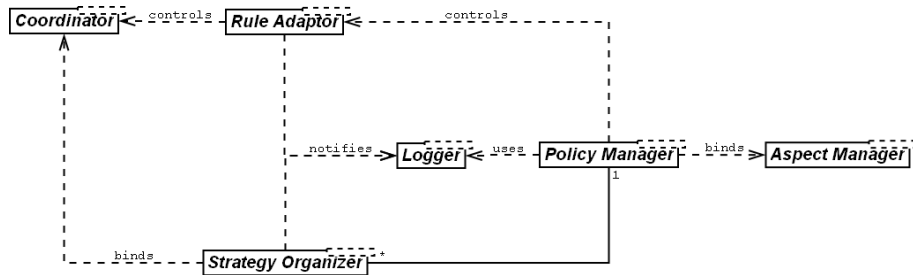 controls
controls
Coordinator
Rule Adaptor
notifies
uses
binds
Logger
Policy Manager
Aspect Manager
1
binds
*
Strategy Organizer